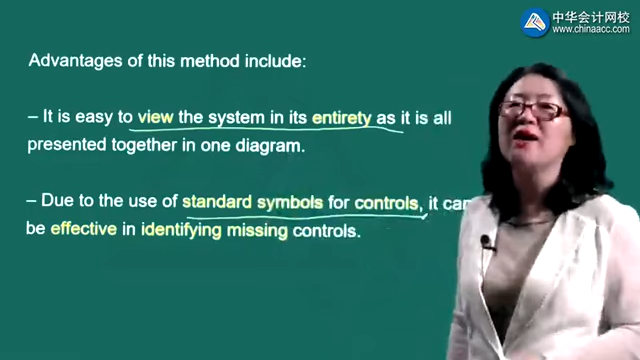 中华会计网校
www.chinaacc.com
Advantages of this method include:
– It is easy to view the system in its entirety as it is all
presented together in one diagram.
– Due to the use of standard symbols for controls, it can
be effective in identifying missing controls.